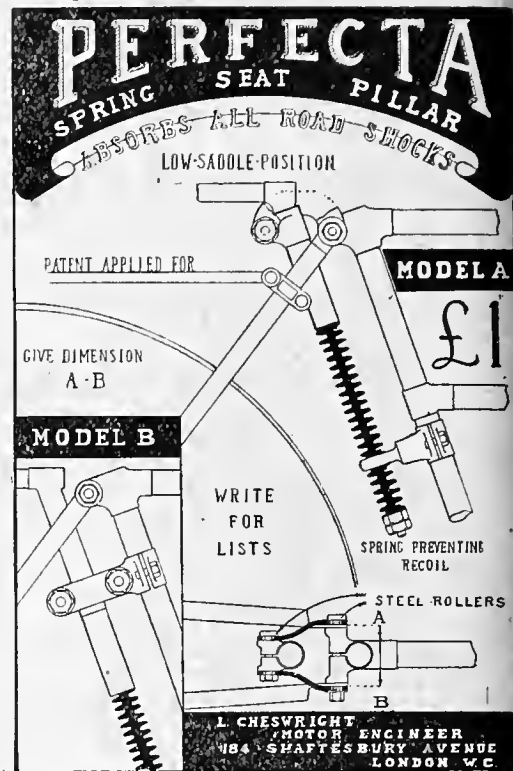 PERFECTA
SPRING SEAT PILLAR
ABSORBS ALL ROAD SHOCKS
LOW-SADDLE-POSITION
PATENT APPLIED FOR
MODEL A
£1
GIVE DIMENSION
A-B
MODEL B
WRITE
FOR
LISTS
SPRING PREVENTING
RECOIL
STEEL ROLLERS
A
B
L. CHESWRIGHT
MOTOR ENGINEER
184 SHAFTESBURY AVENUE
LONDON W.C.